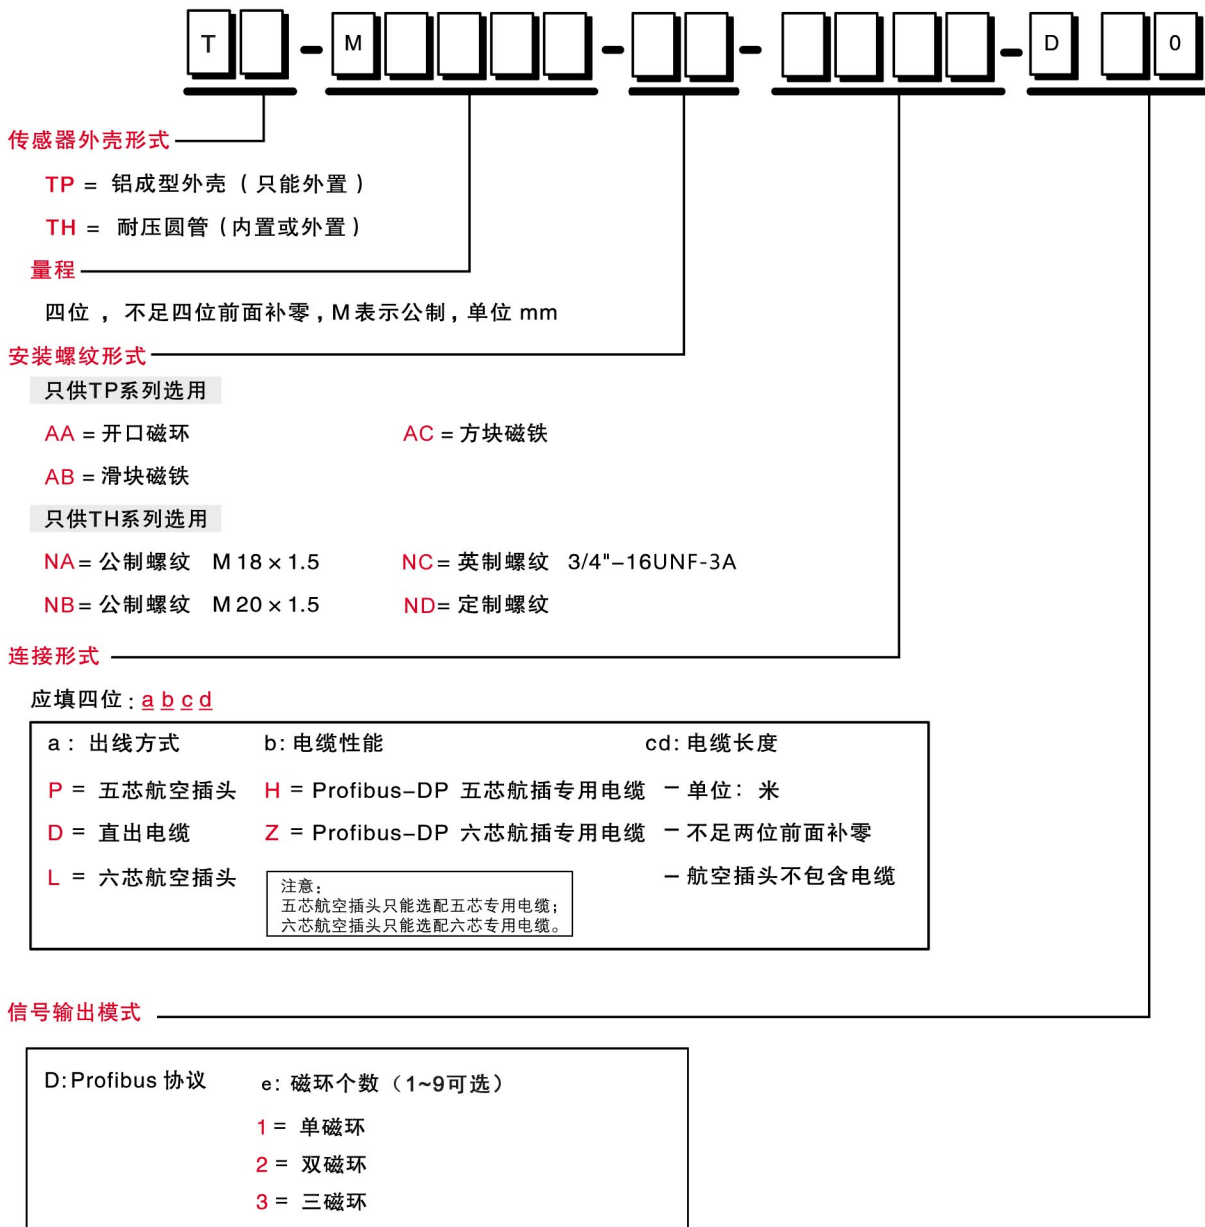 T - M - - - D 0
传感器外壳形式
TP = 铝成型外壳 ( 只能外置 )
TH = 耐压圆管 ( 内置或外置 )
量程
四位 ， 不足四位前面补零 , M 表示公制 , 单位 mm
安装螺纹形式
只供TP系列选用
AA = 开口磁环 AC = 方块磁铁
AB = 滑块磁铁
只供TH系列选用
NA = 公制螺纹 M 18 × 1.5 NC = 英制螺纹 3/4"–16UNF-3A
NB = 公制螺纹 M 20 × 1.5 ND= 定制螺纹
连接形式
应填四位 : a b c d
a : 出线方式 b: 电缆性能 cd: 电缆长度
P = 五芯航空插头 H = Profibus–DP 五芯航插专用电缆 – 单位: 米
D = 直出电缆 Z = Profibus–DP 六芯航插专用电缆 – 不足两位前面补零
L = 六芯航空插头 – 航空插头不包含电缆
注意:
五芯航空插头只能选配五芯专用电缆;
六芯航空插头只能选配六芯专用电缆。
信号输出模式
D:Profibus 协议 e: 磁环个数（1~9可选）
1 = 单磁环
2 = 双磁环
3 = 三磁环